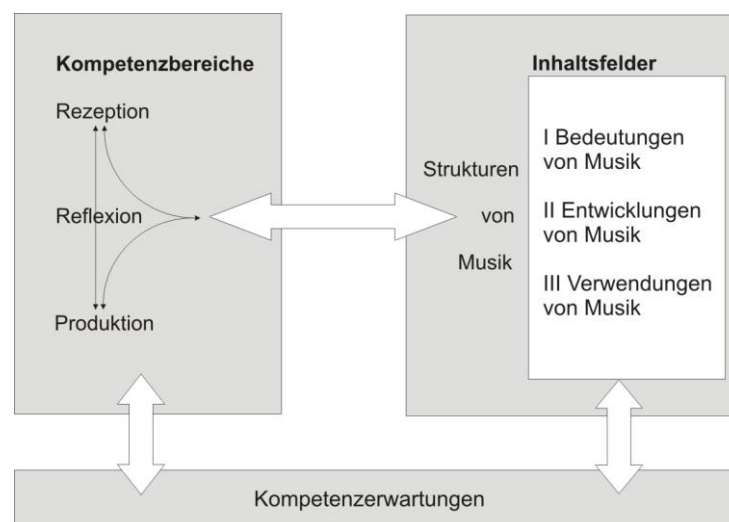 Kompetenzbereiche
Rezeption
Reflexion
Produktion
Inhaltsfelder
Strukturen
von
Musik
I Bedeutungen
von Musik
II Entwicklungen
von Musik
III Verwendungen
von Musik
Kompetenzerwartungen